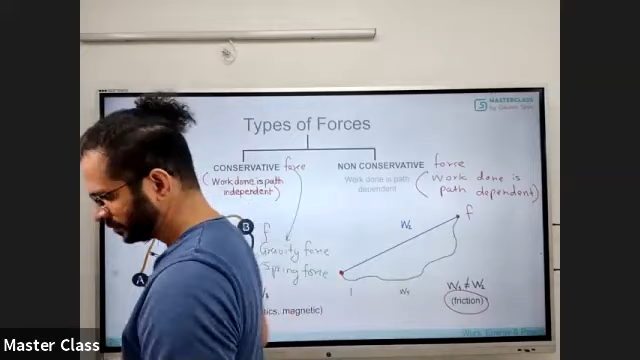 MASTERCLASS
Types of Forces
CONSERVATIVE force
(Work done is path
independent)
NON CONSERVATIVE force
Work done is path
dependent
(Work done is
path dependent)
A
B
f
Gravity force
Spring force
magnetic)
W₂
f
W₁
W₁ ≠ W₂
(friction)
Master Class